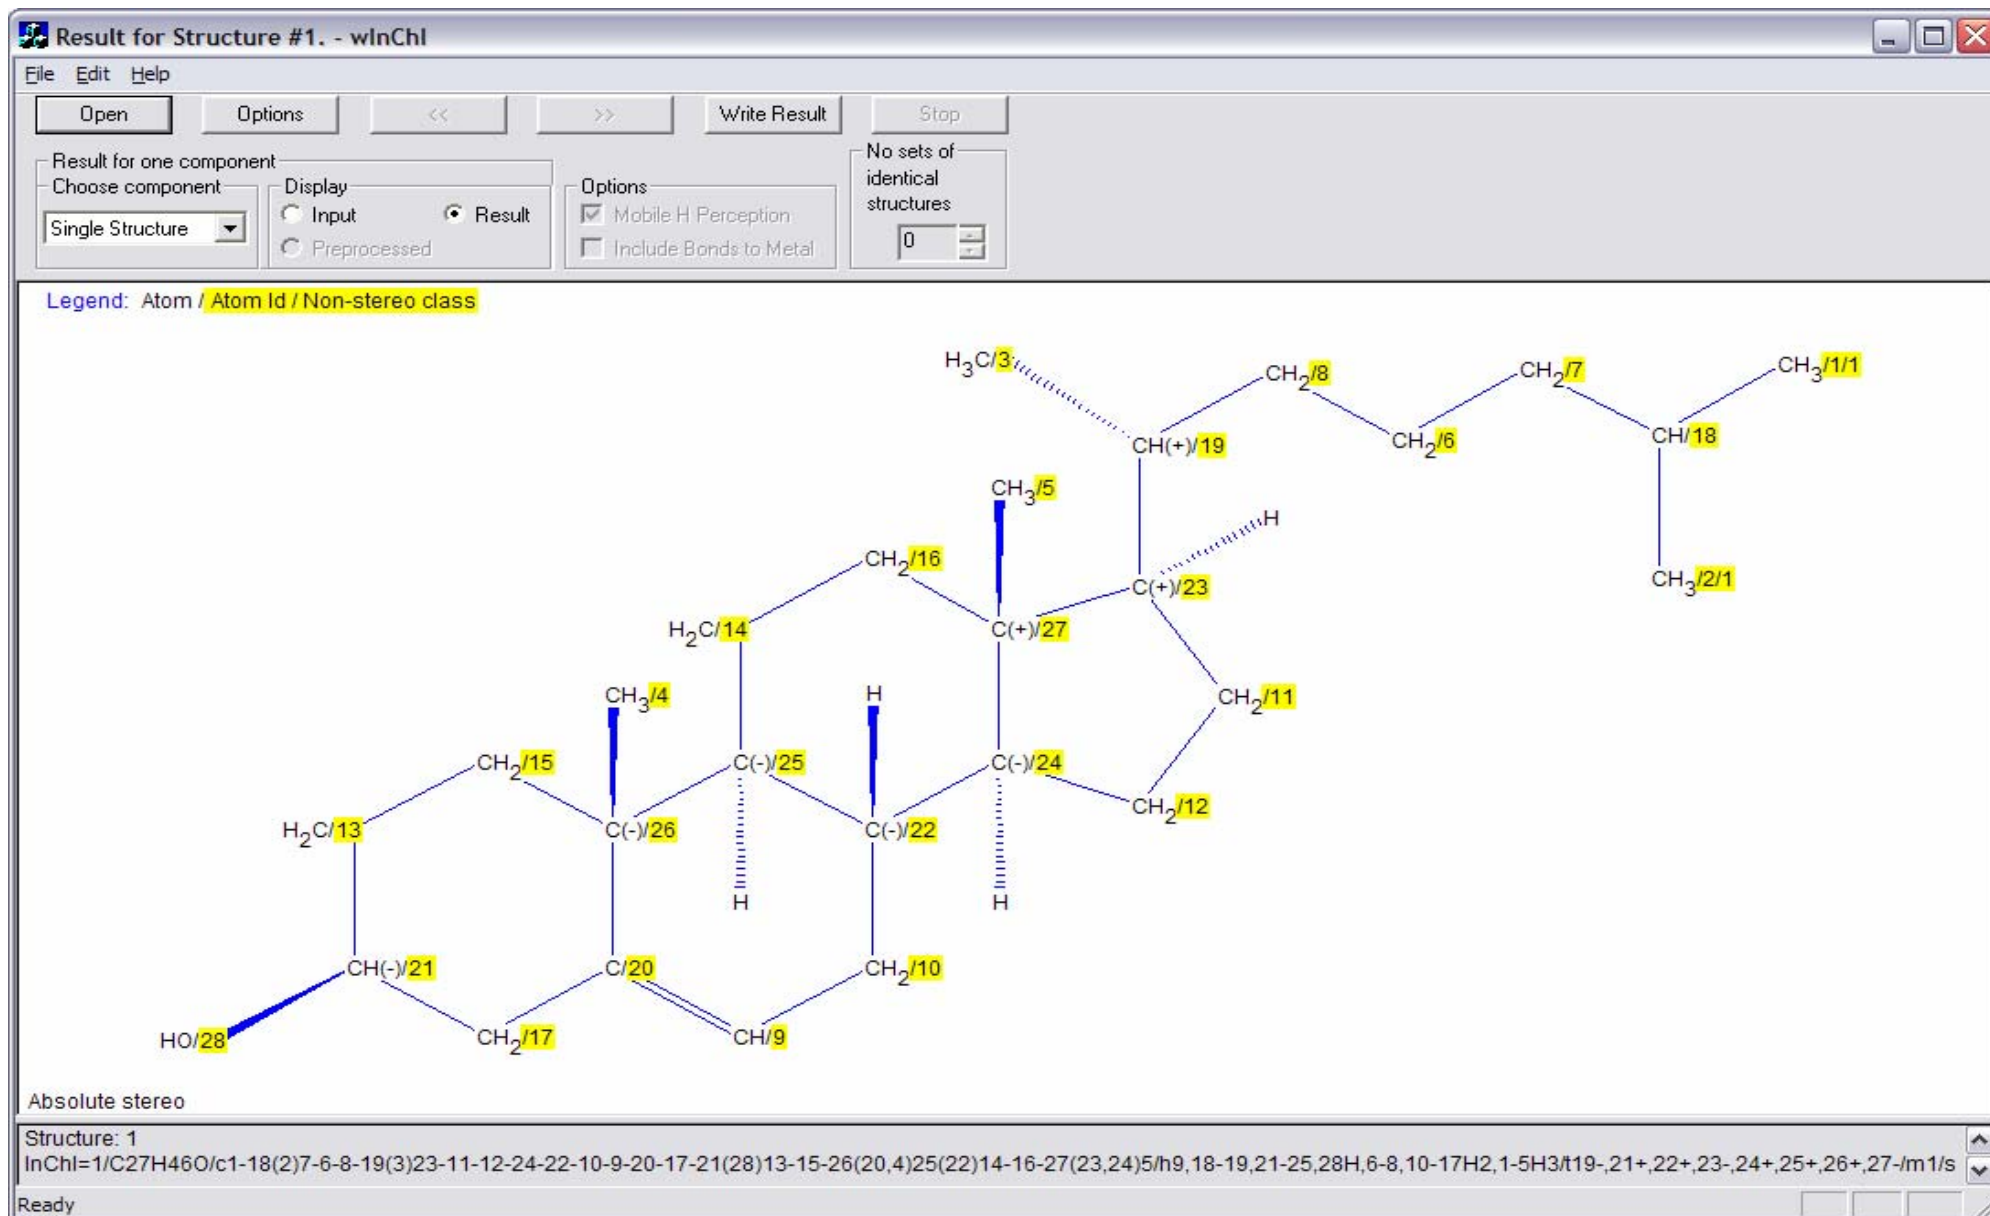 Result for Structure #1. - wInChI
File Edit Help
Open Options << >> Write Result Stop
Result for one component
Choose component
Single Structure
Display
Input Result
Preprocessed
Options
Mobile H Perception
Include Bonds to Metal
No sets of
identical
structures
0
Legend: Atom / Atom Id / Non-stereo class
H3C/3 CH2/8 CH2/7 CH3/1/1
CH(+)/19 CH2/6 CH/18
CH3/5
H
CH2/16 C(+)/23 CH3/2/1
H2C/14 C(+)/27
CH3/4 H CH2/11
CH2/15 C(-)/25 C(-)/24
CH2/12
H2C/13 C(-)/26 C(-)/22
H H
CH(-)/21 C/20 CH2/10
HO/28 CH2/17 CH/9
Absolute stereo
Structure: 1
InChI=1/C27H46O/c1-18(2)7-6-8-19(3)23-11-12-24-22-10-9-20-17-21(28)13-15-26(20,4)25(22)14-16-27(23,24)5/h9,18-19,21-25,28H,6-8,10-17H2,1-5H3/t19-,21+,22+,23-,24+,25+,26+,27-/m1/s
Ready